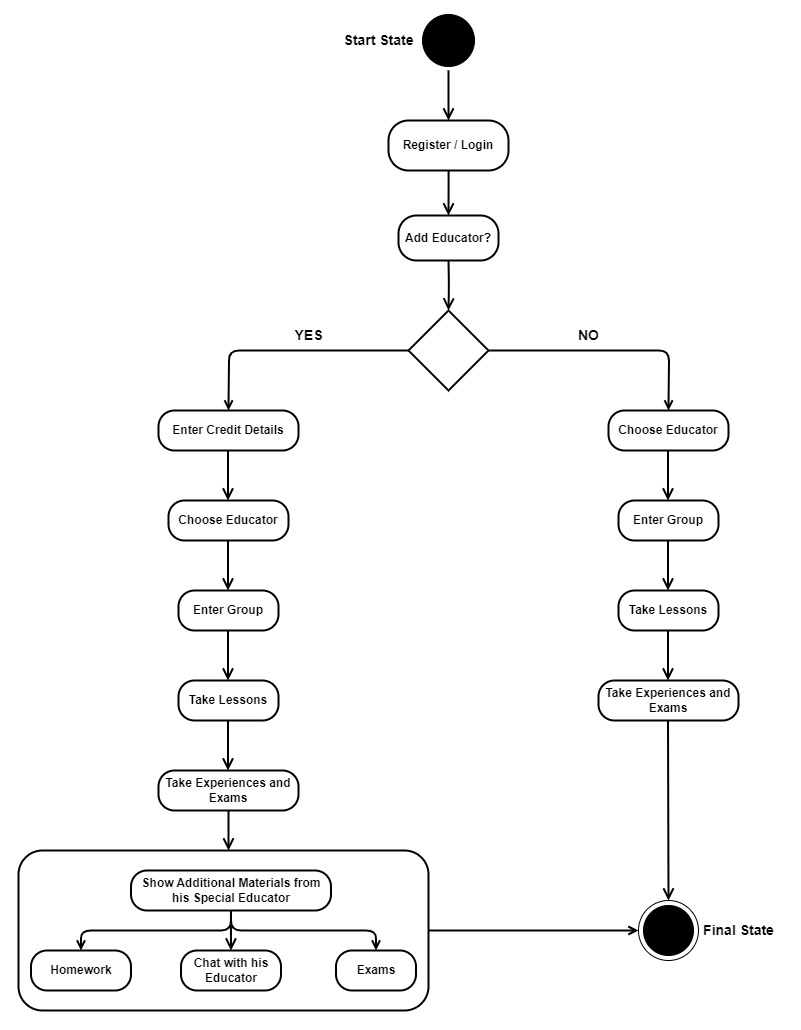 Start State
Register / Login
Add Educator?
YES
NO
Enter Credit Details
Choose Educator
Choose Educator
Enter Group
Enter Group
Take Lessons
Take Lessons
Take Experiences and
Exams
Take Experiences and
Exams
Show Additional Materials from
his Special Educator
Final State
Homework
Chat with his
Educator
Exams